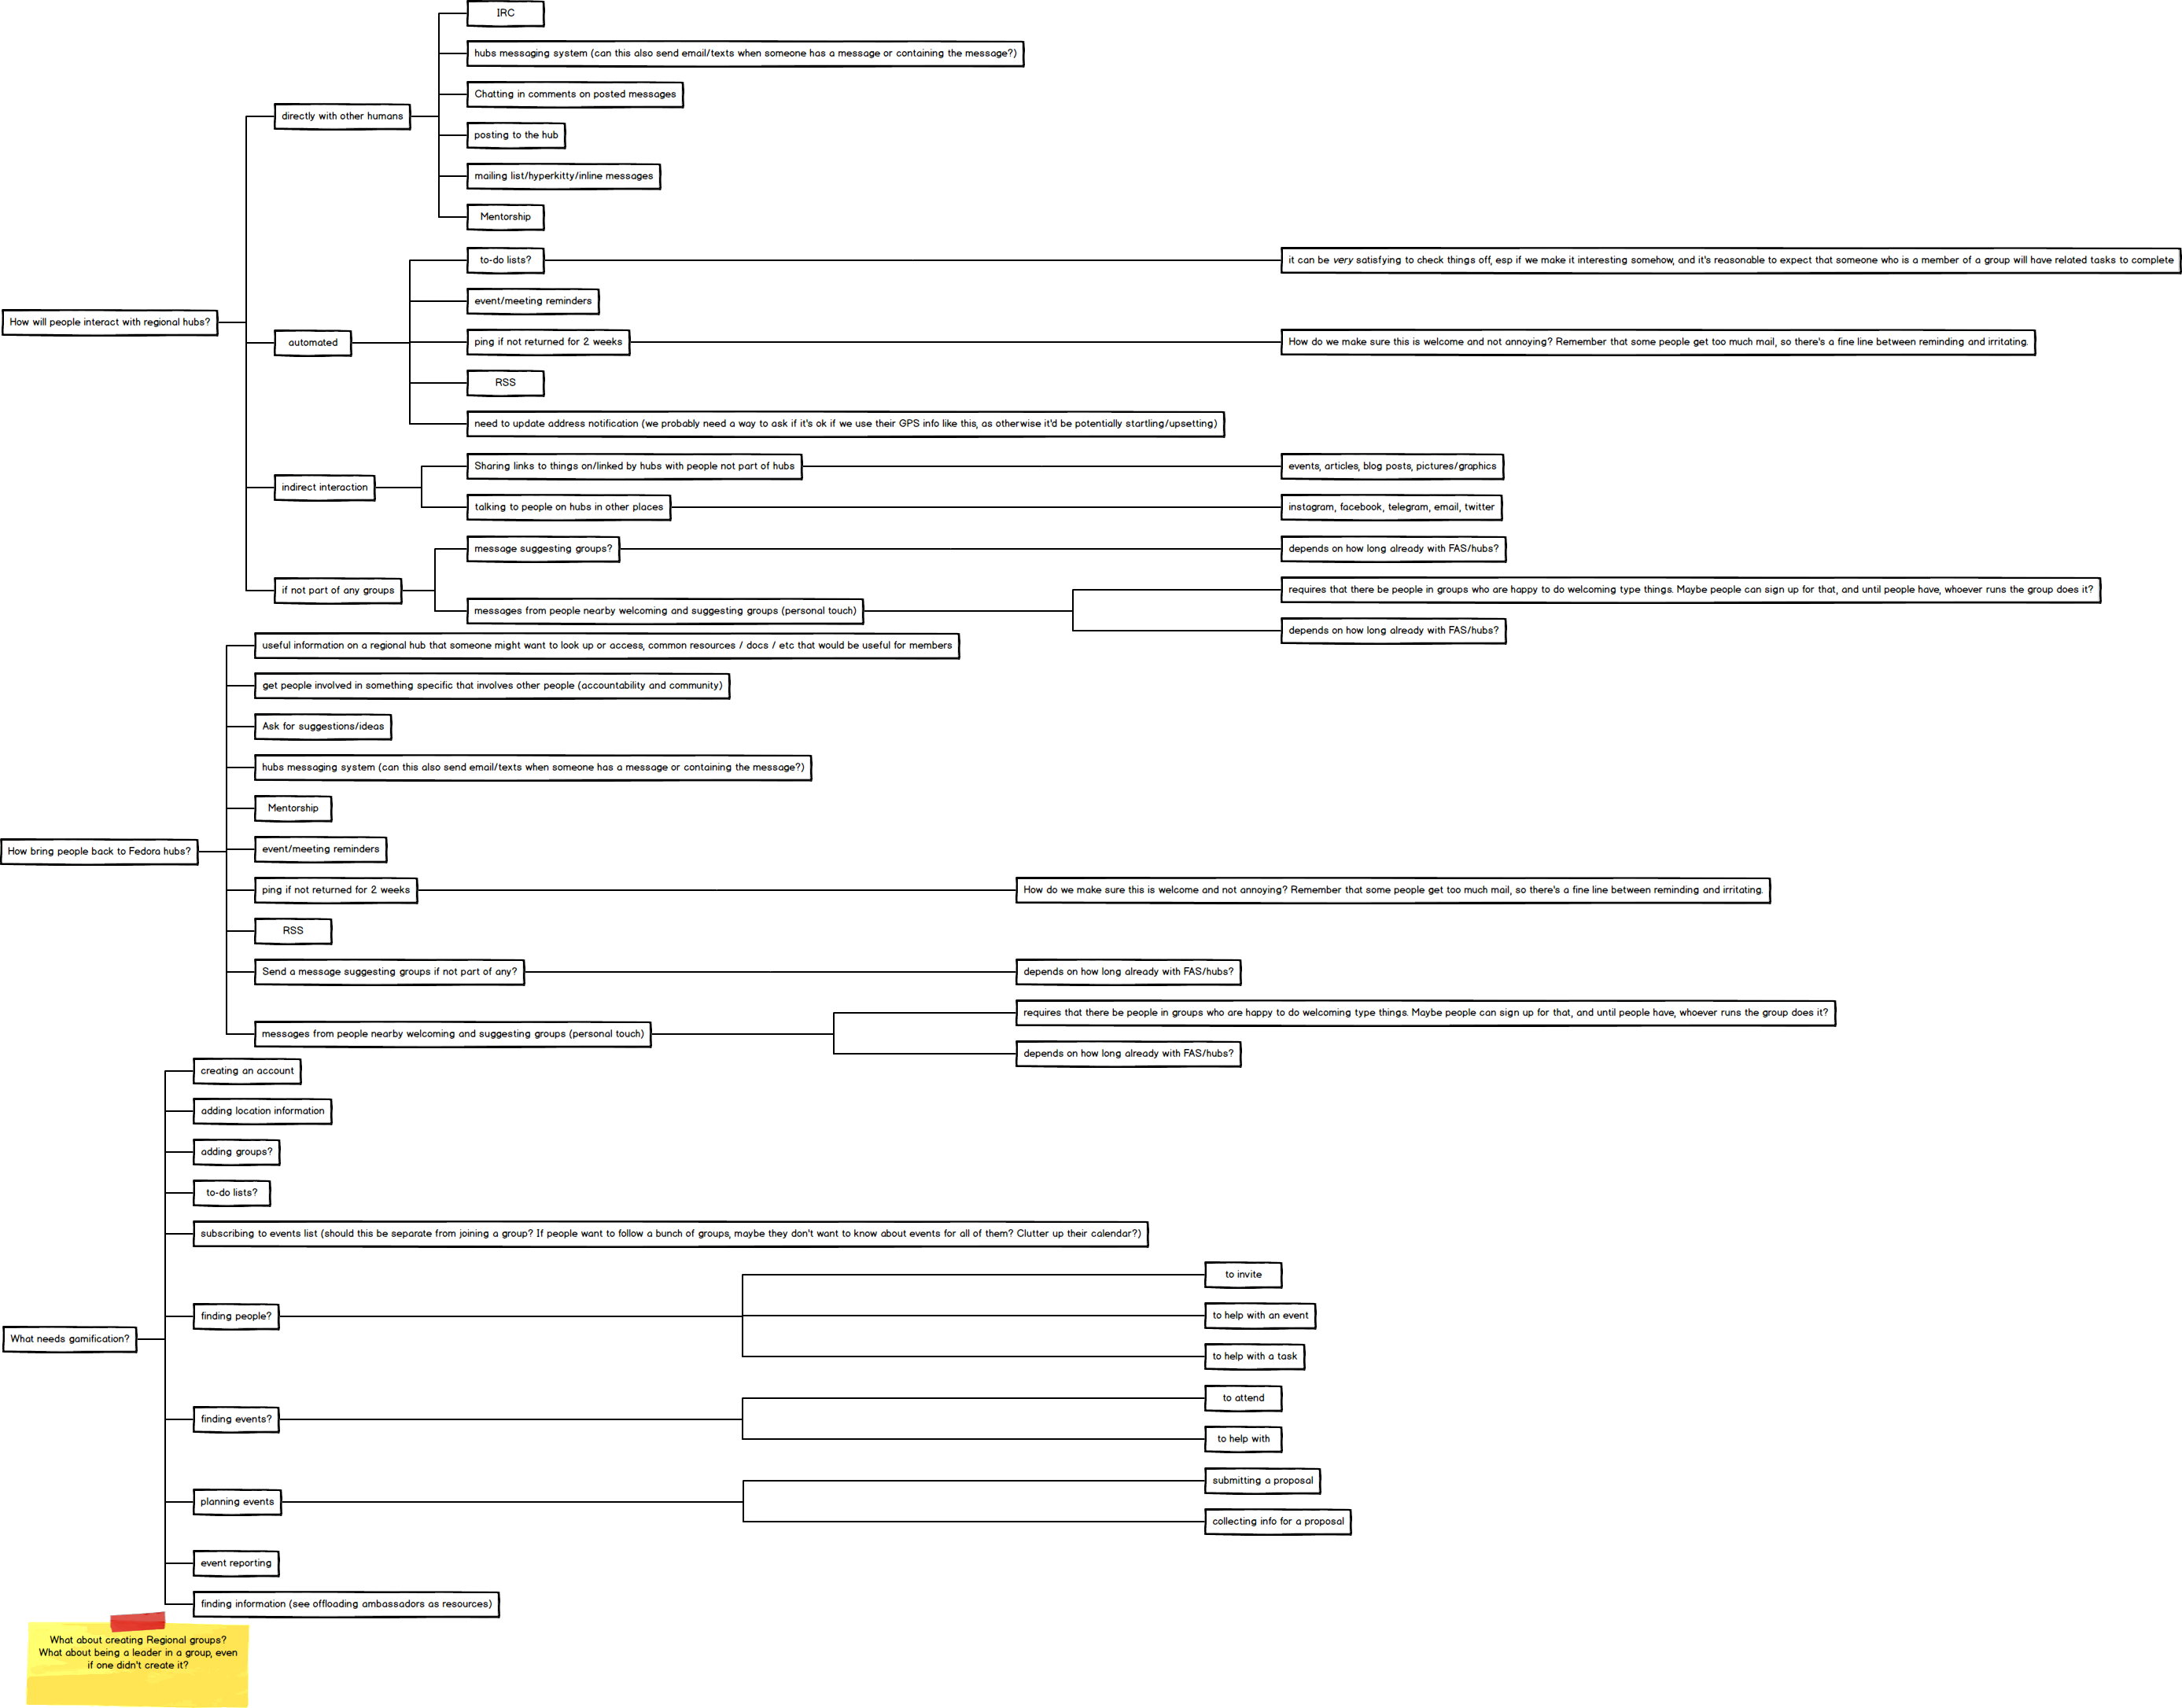 IRC
hubs messaging system (can this also send email/texts when someone has a message or containing the message?)
Chatting in comments on posted messages
directly with other humans
posting to the hub
mailing list/hyperkitty/inline messages
Mentorship
to-do lists?
it can be very satisfying to check things off, esp if we make it interesting somehow, and it's reasonable to expect that someone who is a member of a group will have related tasks to complete
event/meeting reminders
How will people interact with regional hubs?
automated
ping if not returned for 2 weeks
How do we make sure this is welcome and not annoying? Remember that some people get too much mail, so there's a fine line between reminding and irritating.
RSS
need to update address notification (we probably need a way to ask if it's ok if we use their GPS info like this, as otherwise it'd be potentially startling/upsetting)
Sharing links to things on/linked by hubs with people not part of hubs
events, articles, blog posts, pictures/graphics
indirect interaction
talking to people on hubs in other places
instagram, facebook, telegram, email, twitter
message suggesting groups?
depends on how long already with FAS/hubs?
if not part of any groups
requires that there be people in groups who are happy to do welcoming type things. Maybe people can sign up for that, and until people have, whoever runs the group does it?
messages from people nearby welcoming and suggesting groups (personal touch)
depends on how long already with FAS/hubs?
useful information on a regional hub that someone might want to look up or access, common resources / docs / etc that would be useful for members
get people involved in something specific that involves other people (accountability and community)
Ask for suggestions/ideas
hubs messaging system (can this also send email/texts when someone has a message or containing the message?)
Mentorship
How bring people back to Fedora hubs?
event/meeting reminders
ping if not returned for 2 weeks
How do we make sure this is welcome and not annoying? Remember that some people get too much mail, so there's a fine line between reminding and irritating.
RSS
Send a message suggesting groups if not part of any?
depends on how long already with FAS/hubs?
requires that there be people in groups who are happy to do welcoming type things. Maybe people can sign up for that, and until people have, whoever runs the group does it?
messages from people nearby welcoming and suggesting groups (personal touch)
depends on how long already with FAS/hubs?
creating an account
adding location information
adding groups?
to-do lists?
subscribing to events list (should this be separate from joining a group? If people want to follow a bunch of groups, maybe they don't want to know about events for all of them? Clutter up their calendar?)
to invite
finding people?
to help with an event
What needs gamification?
to help with a task
to attend
finding events?
to help with
submitting a proposal
planning events
collecting info for a proposal
event reporting
finding information (see offloading ambassadors as resources)
What about creating Regional groups?
What about being a leader in a group, even
if one didn't create it?